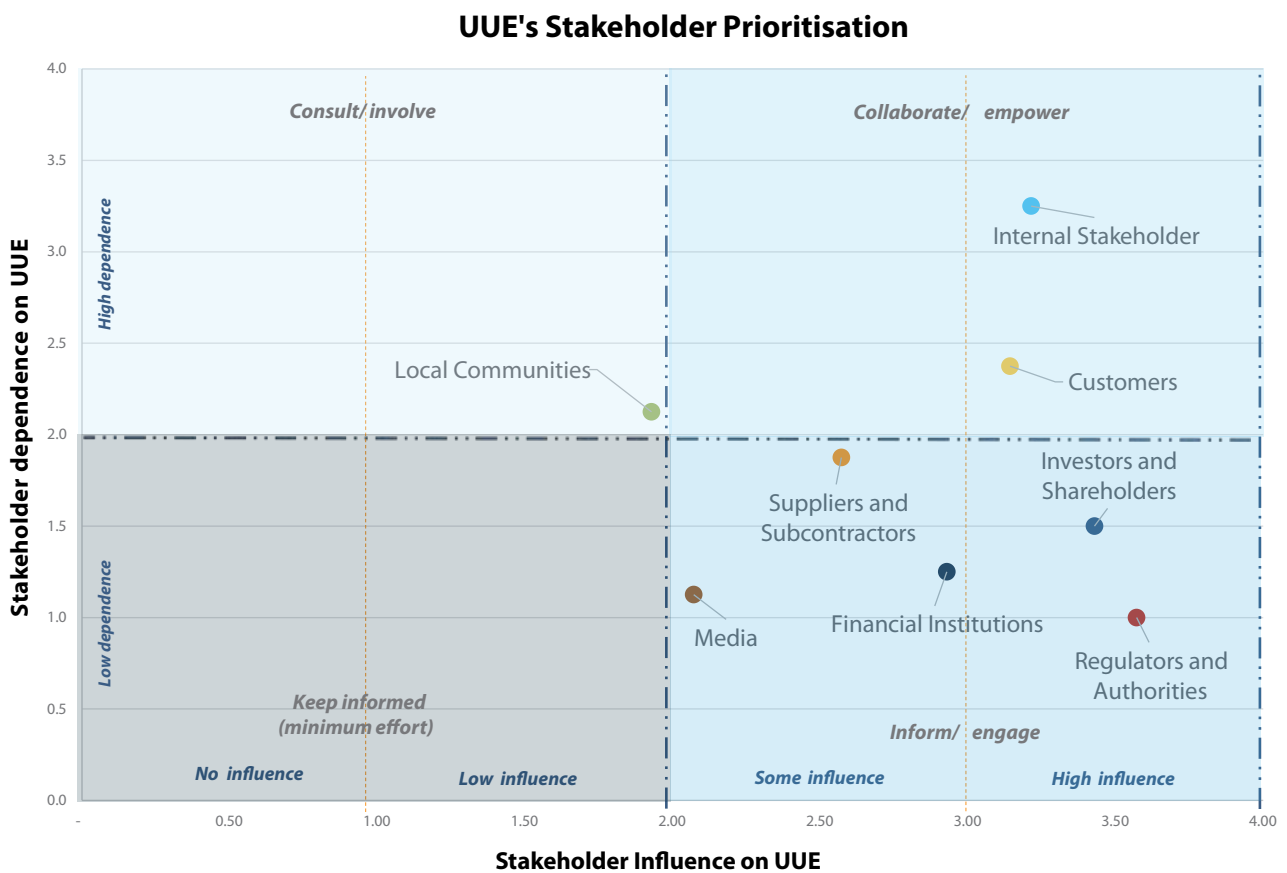 UUE's Stakeholder Prioritisation
4.0
3.5
3.0
2.5
2.0
1.5
1.0
0.5
0.0
Stakeholder dependence on UUE
High dependence
Low dependence
Consult/ involve
Collaborate/ empower
Internal Stakeholder
Local Communities
Customers
Investors and
Shareholders
Suppliers and
Subcontractors
Financial Institutions
Media
Regulators and
Authorities
Keep informed
(minimum effort)
Inform/ engage
No influence
Low influence
Some influence
High influence
-
0.50
1.00
1.50
2.00
2.50
3.00
3.50
4.00
Stakeholder Influence on UUE